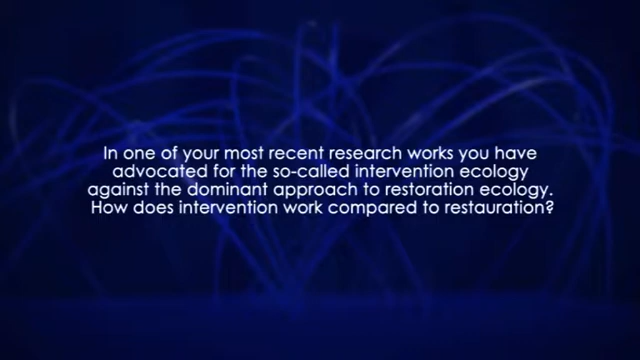 In one of your most recent research works you have
advocated for the so-called intervention ecology
against the dominant approach to restoration ecology.
How does intervention work compared to restauration?